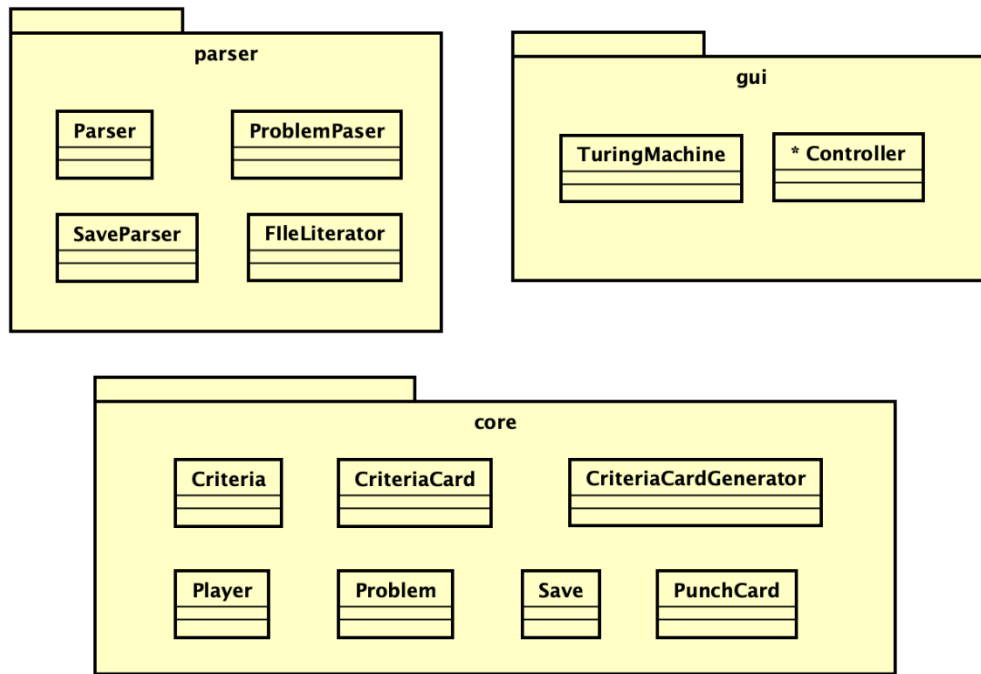 parser
Parser
ProblemPaser
SaveParser
FIleLiterator
gui
TuringMachine
* Controller
core
Criteria
CriteriaCard
CriteriaCardGenerator
Player
Problem
Save
PunchCard